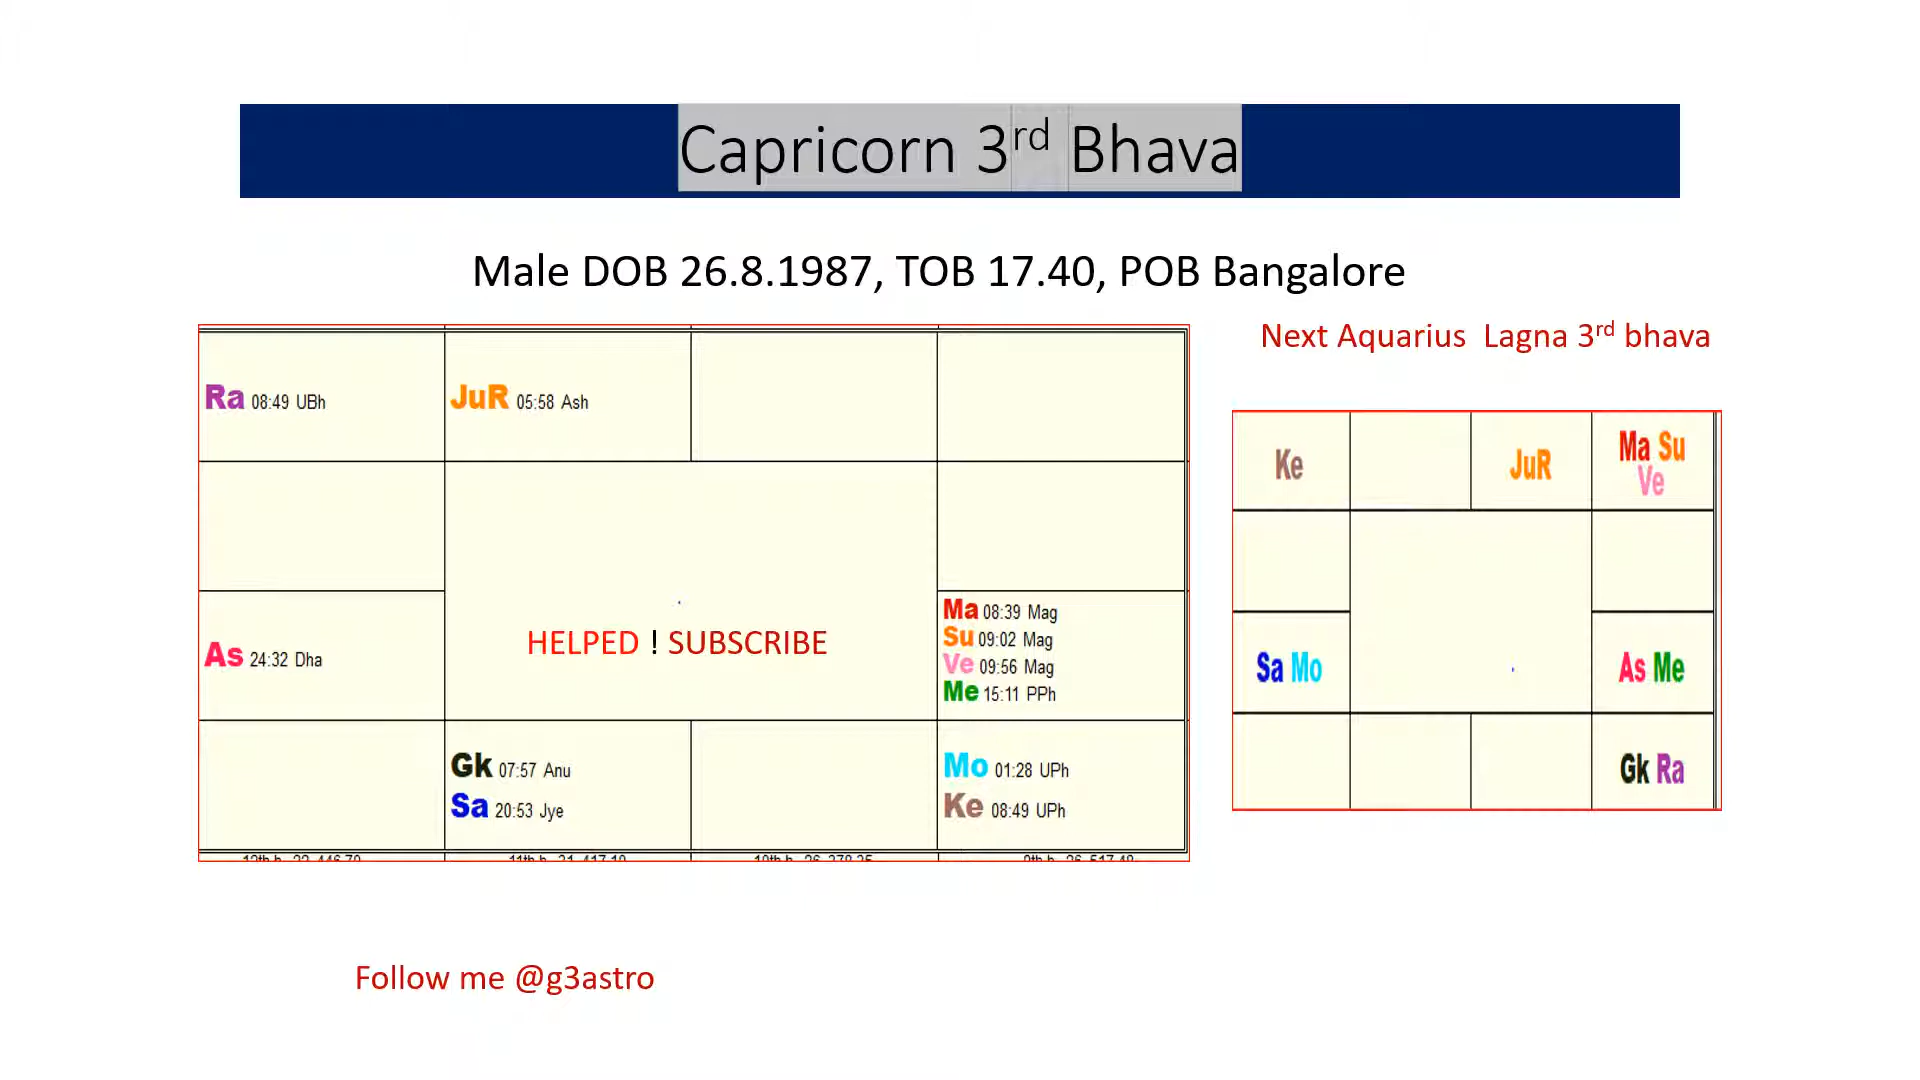 Capricorn 3rd Bhava
Male DOB 26.8.1987, TOB 17.40, POB Bangalore
Next Aquarius Lagna 3rd bhava
Ra 08:49 UBh
JuR 05:58 Ash
As 24:32 Dha
HELPED ! SUBSCRIBE
Ma 08:39 Mag
Su 09:02 Mag
Ve 09:56 Mag
Me 15:11 PPh
Gk 07:57 Anu
Sa 20:53 Jye
Mo 01:28 UPh
Ke 08:49 UPh
Ke
JuR
Ma Su
Ve
Sa Mo
As Me
Gk Ra
Follow me @g3astro